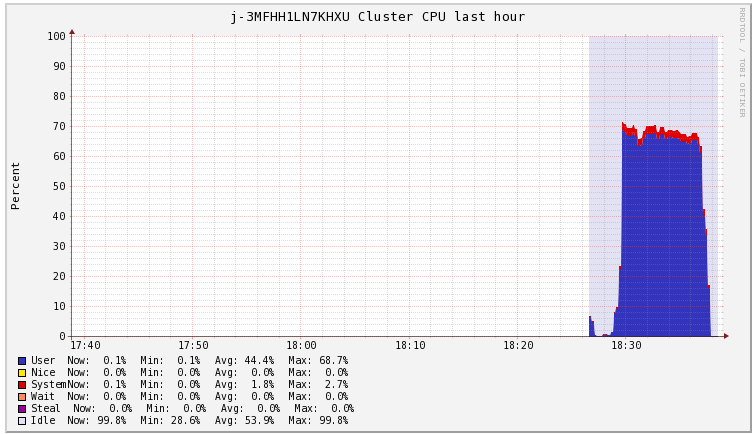 j-3MFHH1LN7KHXU Cluster CPU last hour
RRDTOOL / TOBI OETIKER
Percent
100
90
80
70
60
50
40
30
20
10
0
17:40 17:50 18:00 18:10 18:20 18:30
User Now: 0.1% Min: 0.1% Avg: 44.4% Max: 68.7%
Nice Now: 0.0% Min: 0.0% Avg: 0.0% Max: 0.0%
SystemNow: 0.1% Min: 0.0% Avg: 1.8% Max: 2.7%
Wait Now: 0.0% Min: 0.0% Avg: 0.0% Max: 0.0%
Steal Now: 0.0% Min: 0.0% Avg: 0.0% Max: 0.0%
Idle Now: 99.8% Min: 28.6% Avg: 53.9% Max: 99.8%